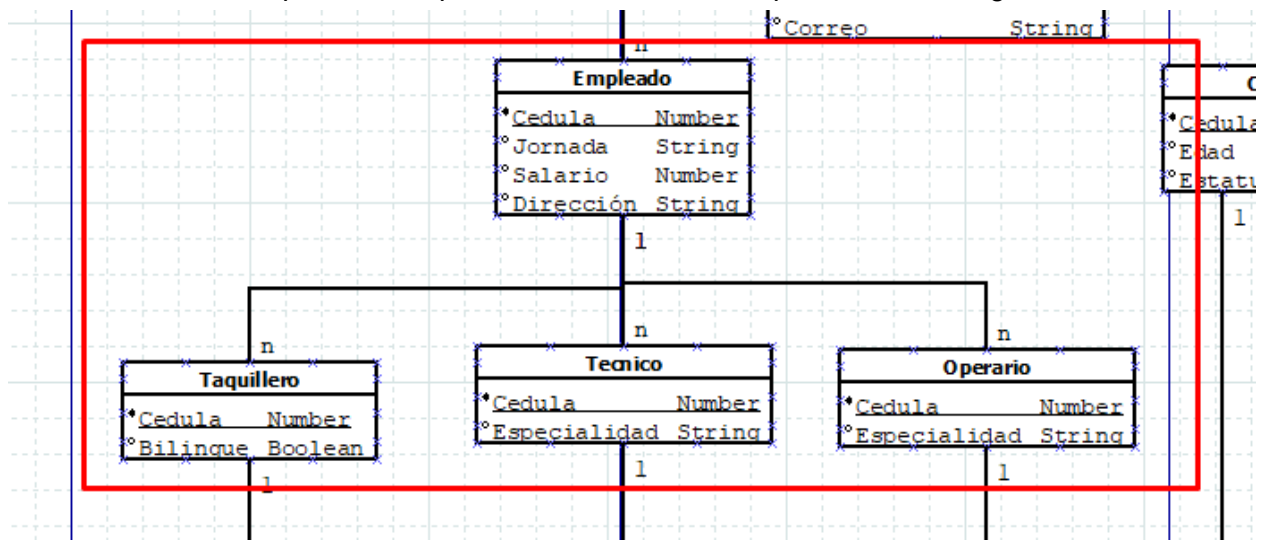 Correo String
n
Empleado
Cedula Number
Jornada String
Salario Number
Dirección String
1
Cedula
Edad
1
n
n
n
Taquillero
Cedula Number
Bilingue Boolean
1
Tecnico
Cedula Number
Especialidad String
1
Operario
Cedula Number
Especialidad String
1